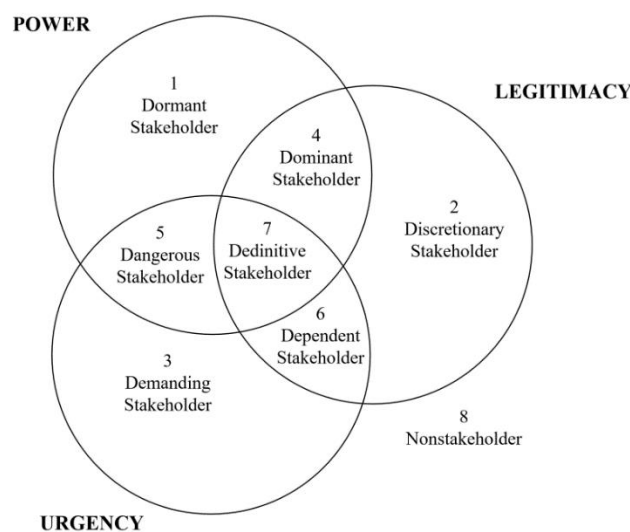 POWER
1
Dormant
Stakeholder
LEGITIMACY
4
Dominant
Stakeholder
2
Discretionary
Stakeholder
5
Dangerous
Stakeholder
7
Dedinitive
Stakeholder
6
Dependent
Stakeholder
3
Demanding
Stakeholder
8
Nonstakeholder
URGENCY